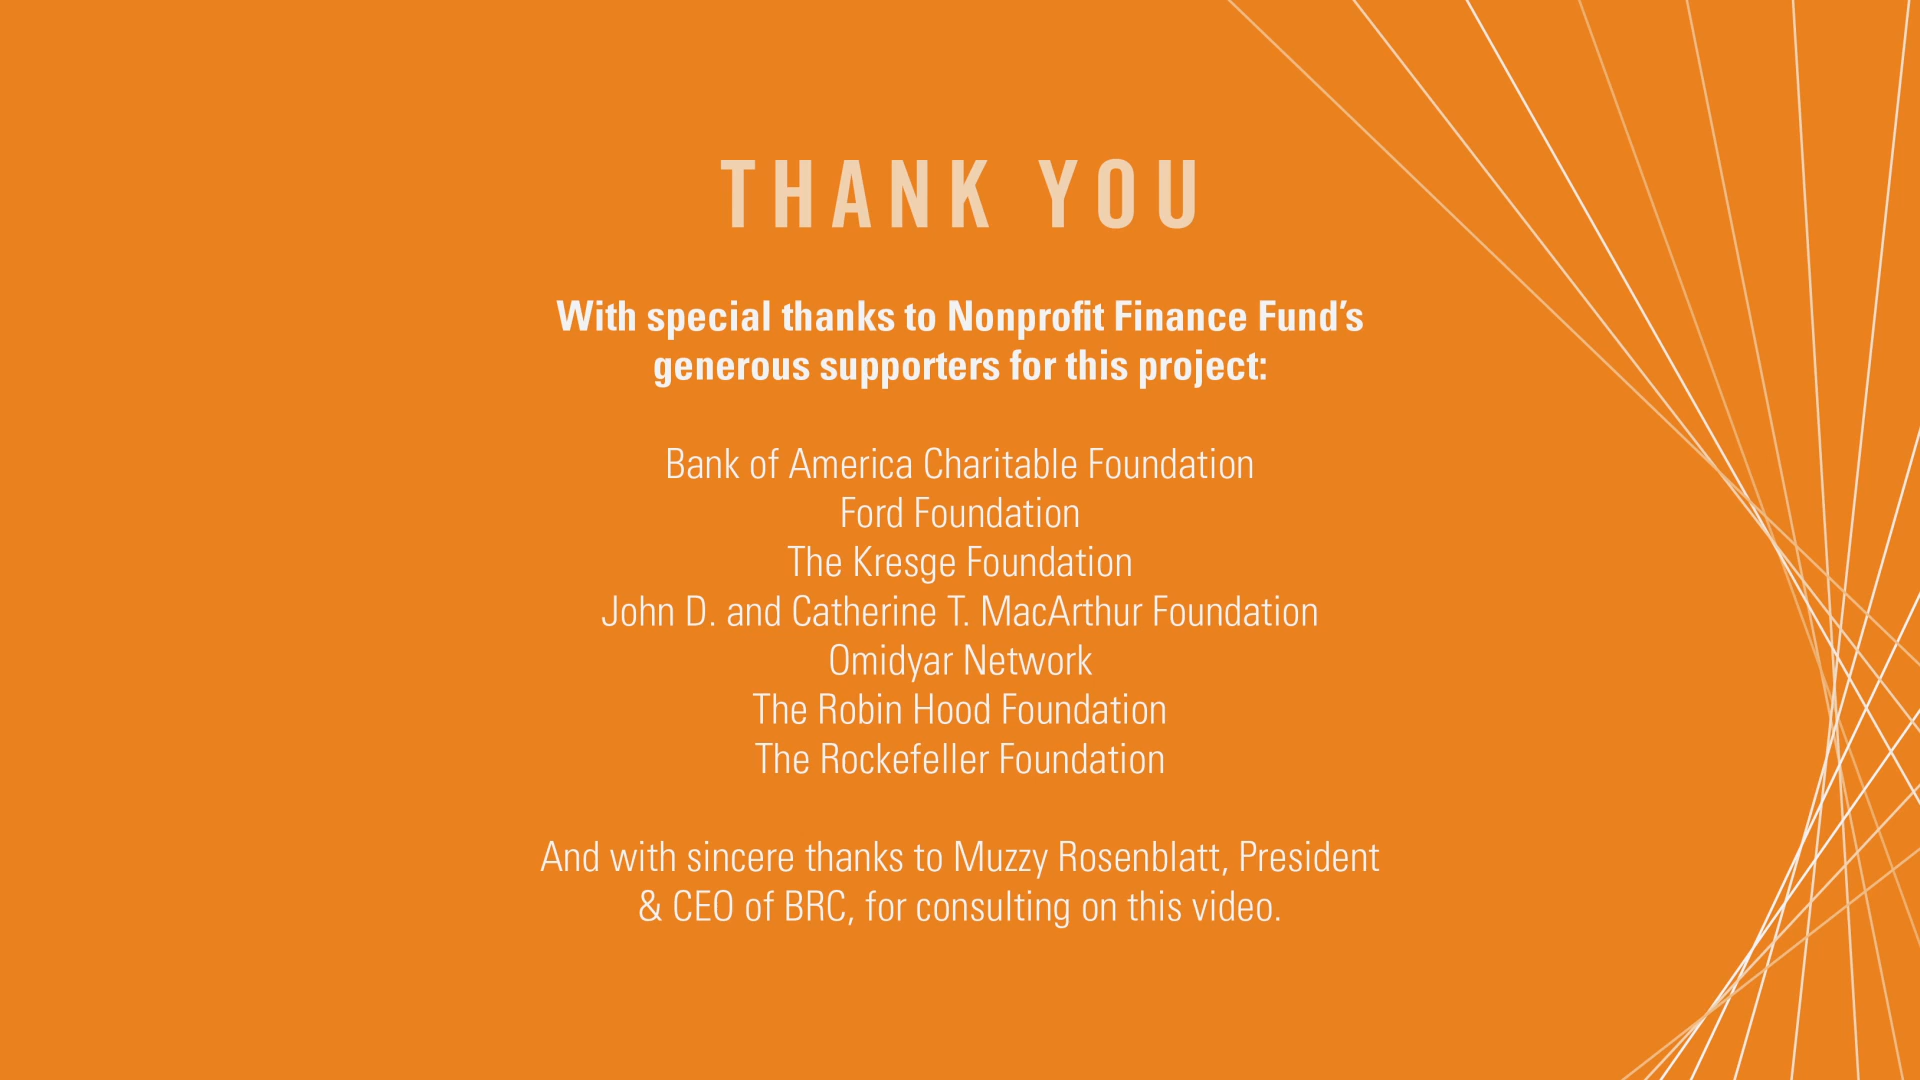 THANK YOU
With special thanks to Nonprofit Finance Fund’s
generous supporters for this project:
Bank of America Charitable Foundation
Ford Foundation
The Kresge Foundation
John D. and Catherine T. MacArthur Foundation
Omidyar Network
The Robin Hood Foundation
The Rockefeller Foundation
And with sincere thanks to Muzzy Rosenblatt, President
& CEO of BRC, for consulting on this video.